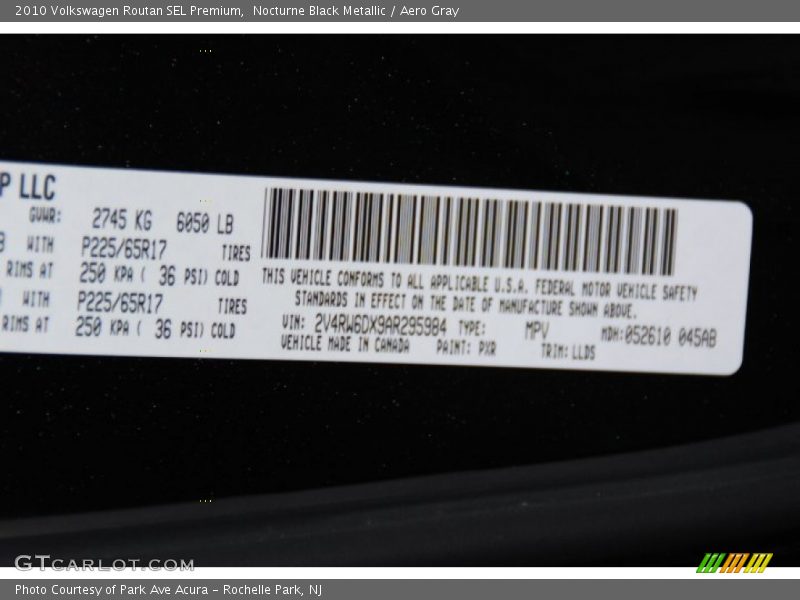 2010 Volkswagen Routan SEL Premium, Nocturne Black Metallic / Aero Gray
P LLC
GVWR: 2745 KG 6050 LB
WITH P225/65R17 TIRES
RIMS AT 250 KPA ( 36 PSI) COLD
WITH P225/65R17 TIRES
RIMS AT 250 KPA ( 36 PSI) COLD
THIS VEHICLE CONFORMS TO ALL APPLICABLE U.S.A. FEDERAL MOTOR VEHICLE SAFETY
STANDARDS IN EFFECT ON THE DATE OF MANUFACTURE SHOWN ABOVE.
VIN: 2V4RW6DX9AR295984 TYPE: MPV MDH:052610 045AB
VEHICLE MADE IN CANADA PAINT: PXR TRIM: LLDS
GTCARLOT.COM
Photo Courtesy of Park Ave Acura - Rochelle Park, NJ